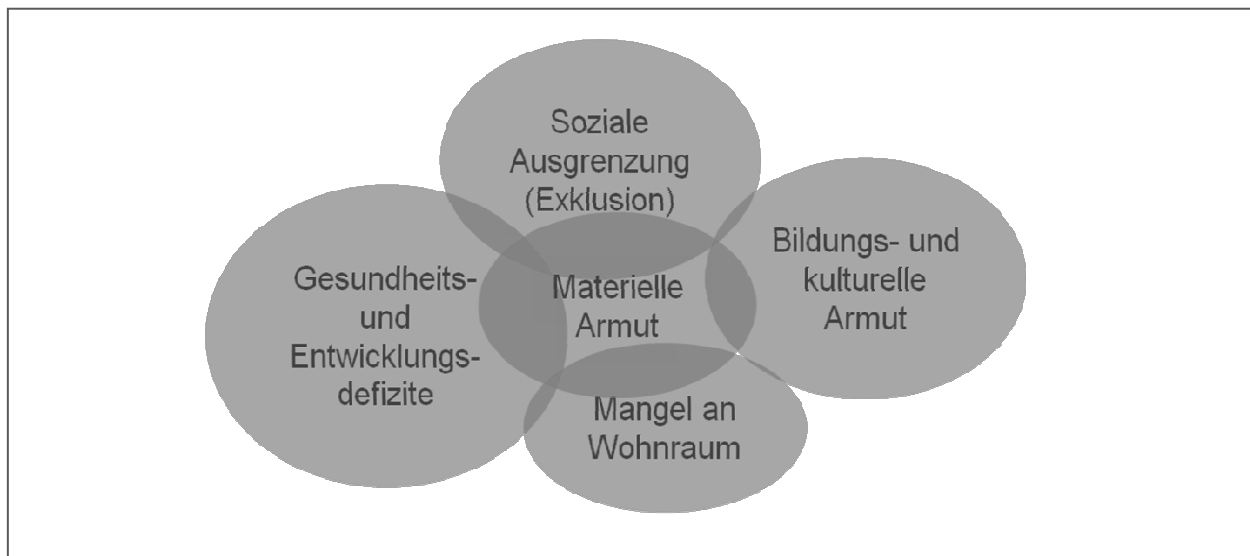 Soziale
Ausgrenzung
(Exklusion)
Gesundheits-
und
Entwicklungs-
defizite
Materielle
Armut
Bildungs- und
kulturelle
Armut
Mangel an
Wohnraum